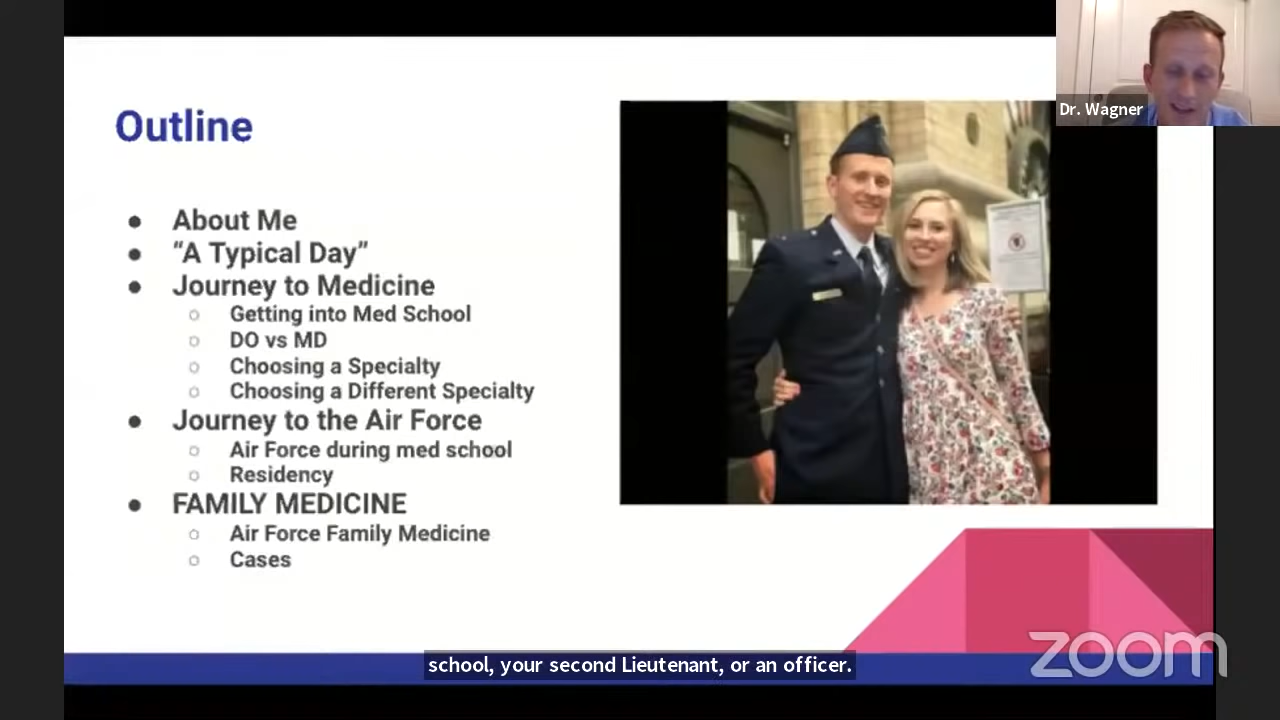 Outline
Dr. Wagner
● About Me
● “A Typical Day”
● Journey to Medicine
○ Getting into Med School
○ DO vs MD
○ Choosing a Specialty
○ Choosing a Different Specialty
● Journey to the Air Force
○ Air Force during med school
○ Residency
● FAMILY MEDICINE
○ Air Force Family Medicine
○ Cases
school, your second Lieutenant, or an officer.
zoom